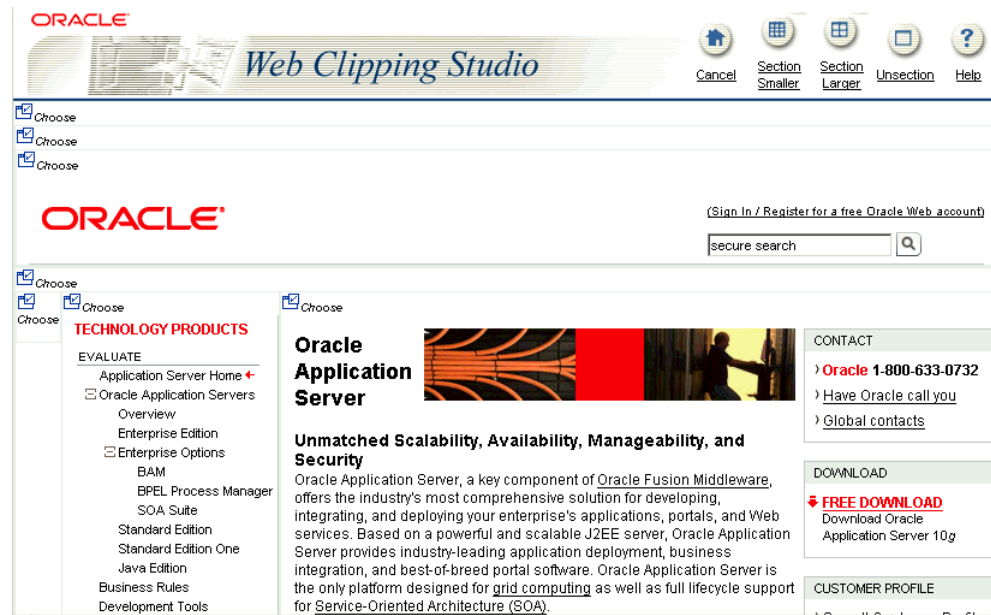 ORACLE
Web Clipping Studio
Cancel
Section Smaller
Section Larger
Unsection
? Help
Choose
Choose
Choose
ORACLE
(Sign In / Register for a free Oracle Web account)
secure search
Choose
Choose
Choose
Choose
TECHNOLOGY PRODUCTS
EVALUATE
Application Server Home
Oracle Application Servers
Overview
Enterprise Edition
Enterprise Options
BAM
BPEL Process Manager
SOA Suite
Standard Edition
Standard Edition One
Java Edition
Business Rules
Development Tools
Oracle
Application
Server
Unmatched Scalability, Availability, Manageability, and
Security
Oracle Application Server, a key component of Oracle Fusion Middleware,
offers the industry's most comprehensive solution for developing,
integrating, and deploying your enterprise's applications, portals, and Web
services. Based on a powerful and scalable J2EE server, Oracle Application
Server provides industry-leading application deployment, business
integration, and best-of-breed portal software. Oracle Application Server is
the only platform designed for grid computing as well as full lifecycle support
for Service-Oriented Architecture (SOA).
CONTACT
Oracle 1-800-633-0732
Have Oracle call you
Global contacts
DOWNLOAD
FREE DOWNLOAD
Download Oracle
Application Server 10g
CUSTOMER PROFILE